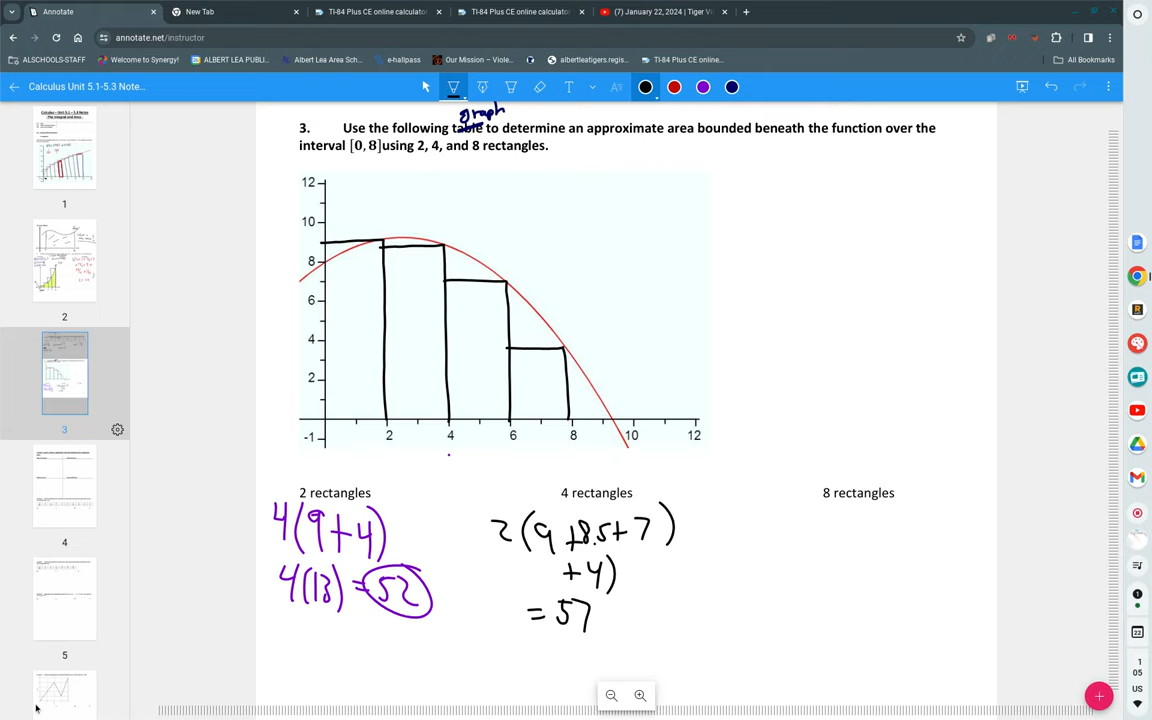 Annotate
New Tab
TI-84 Plus CE online calculator
TI-84 Plus CE online calculator
(7) January 22, 2024 | Tiger Vi
annotate.net/instructor
ALSCHOOLS-STAFF
Welcome to Synergy!
ALBERT LEA PUBLI...
Albert Lea Area Sch...
e-hallpass
Our Mission – Viole...
albertleatigers.regis...
TI-84 Plus CE onlin...
All Bookmarks
Calculus Unit 5.1-5.3 Note...
graph
3. Use the following table to determine an approximate area bounded beneath the function over the
interval [0, 8]using 2, 4, and 8 rectangles.
12
10
8
6
4
2
-1
2 4 6 8 10 12
2 rectangles
4 rectangles
8 rectangles
4(9+4)
4(13) = 52
2(9+8.5+7)
+4)
= 57
1
2
3
4
5
22
1
05
US